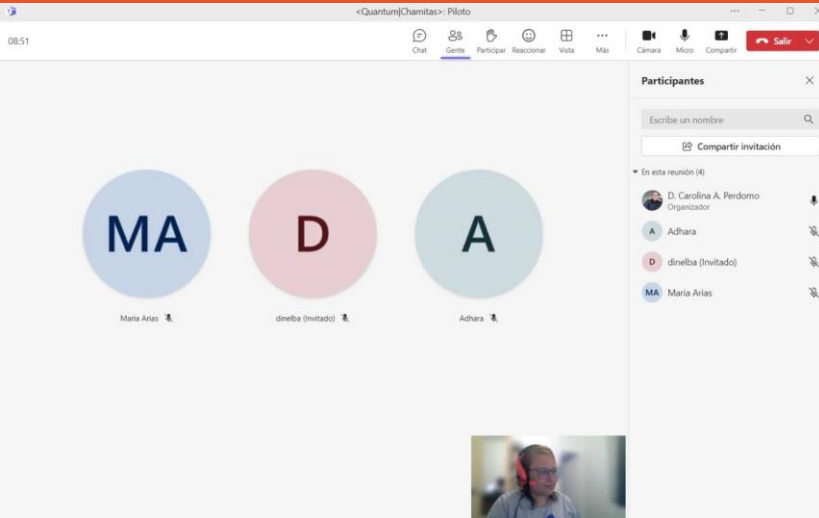 <Quantum|Chamitas>: Piloto
08:51
Chat
Gente
Participar
Reaccionar
Vista
Más
Cámara
Micro
Compartir
Salir
Participantes
Escribe un nombre
Compartir invitación
En esta reunión (4)
D. Carolina A. Perdomo
Organizador
A Adhara
D dinelba (Invitado)
MA Maria Arias
MA
D
A
Maria Arias
dinelba (Invitado)
Adhara